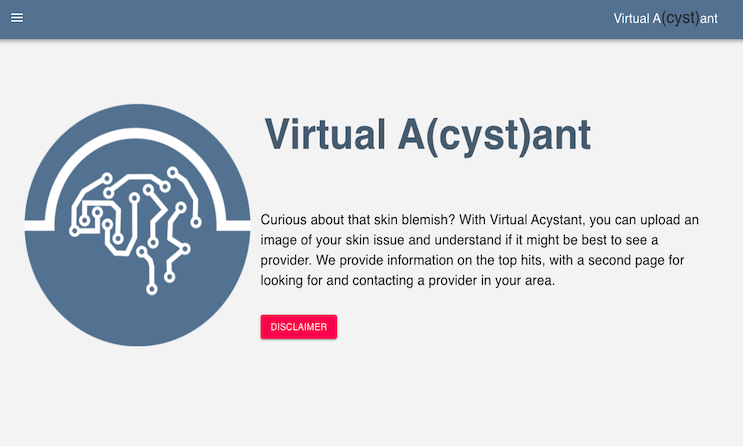 Virtual A(cyst)ant
Virtual A(cyst)ant
Curious about that skin blemish? With Virtual Acystant, you can upload an
image of your skin issue and understand if it might be best to see a
provider. We provide information on the top hits, with a second page for
looking for and contacting a provider in your area.
DISCLAIMER